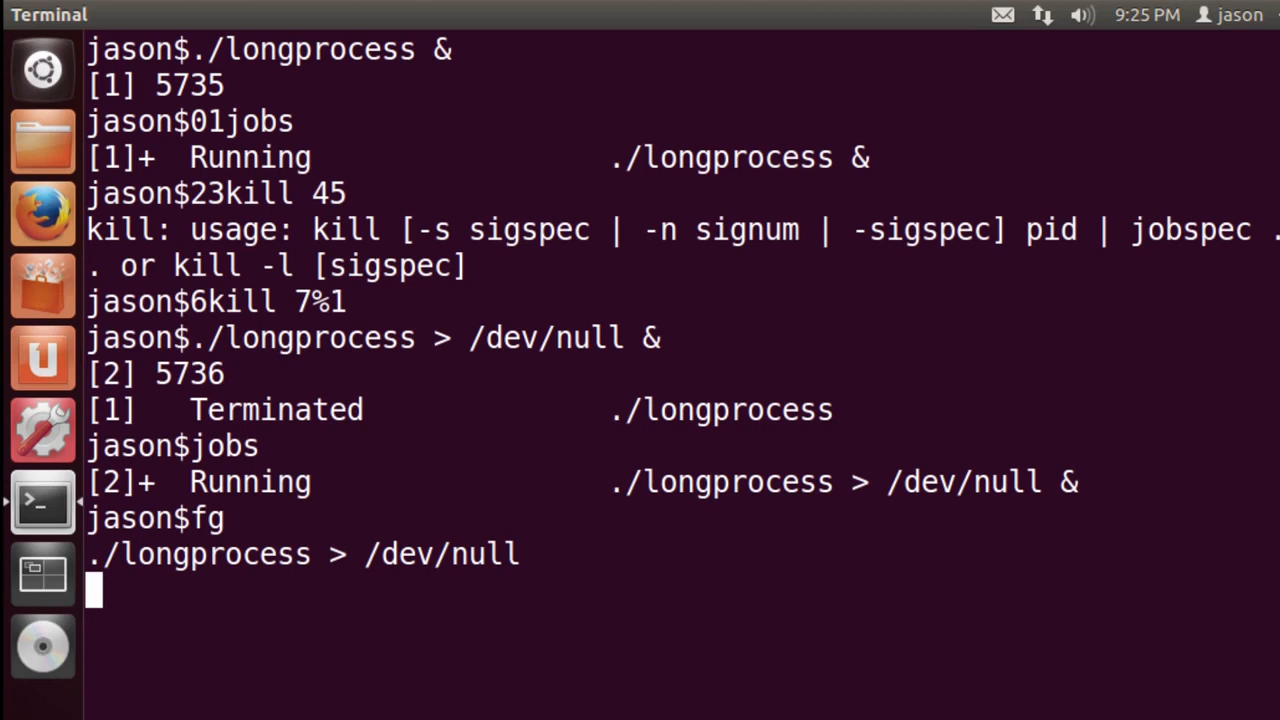 Terminal
9:25 PM jason
jason$./longprocess &
[1] 5735
jason$01jobs
[1]+  Running                 ./longprocess &
jason$23kill 45
kill: usage: kill [-s sigspec | -n signum | -sigspec] pid | jobspec .
. or kill -l [sigspec]
jason$6kill 7%1
jason$./longprocess > /dev/null &
[2] 5736
[1]   Terminated              ./longprocess
jason$jobs
[2]+  Running                 ./longprocess > /dev/null &
jason$fg
./longprocess > /dev/null